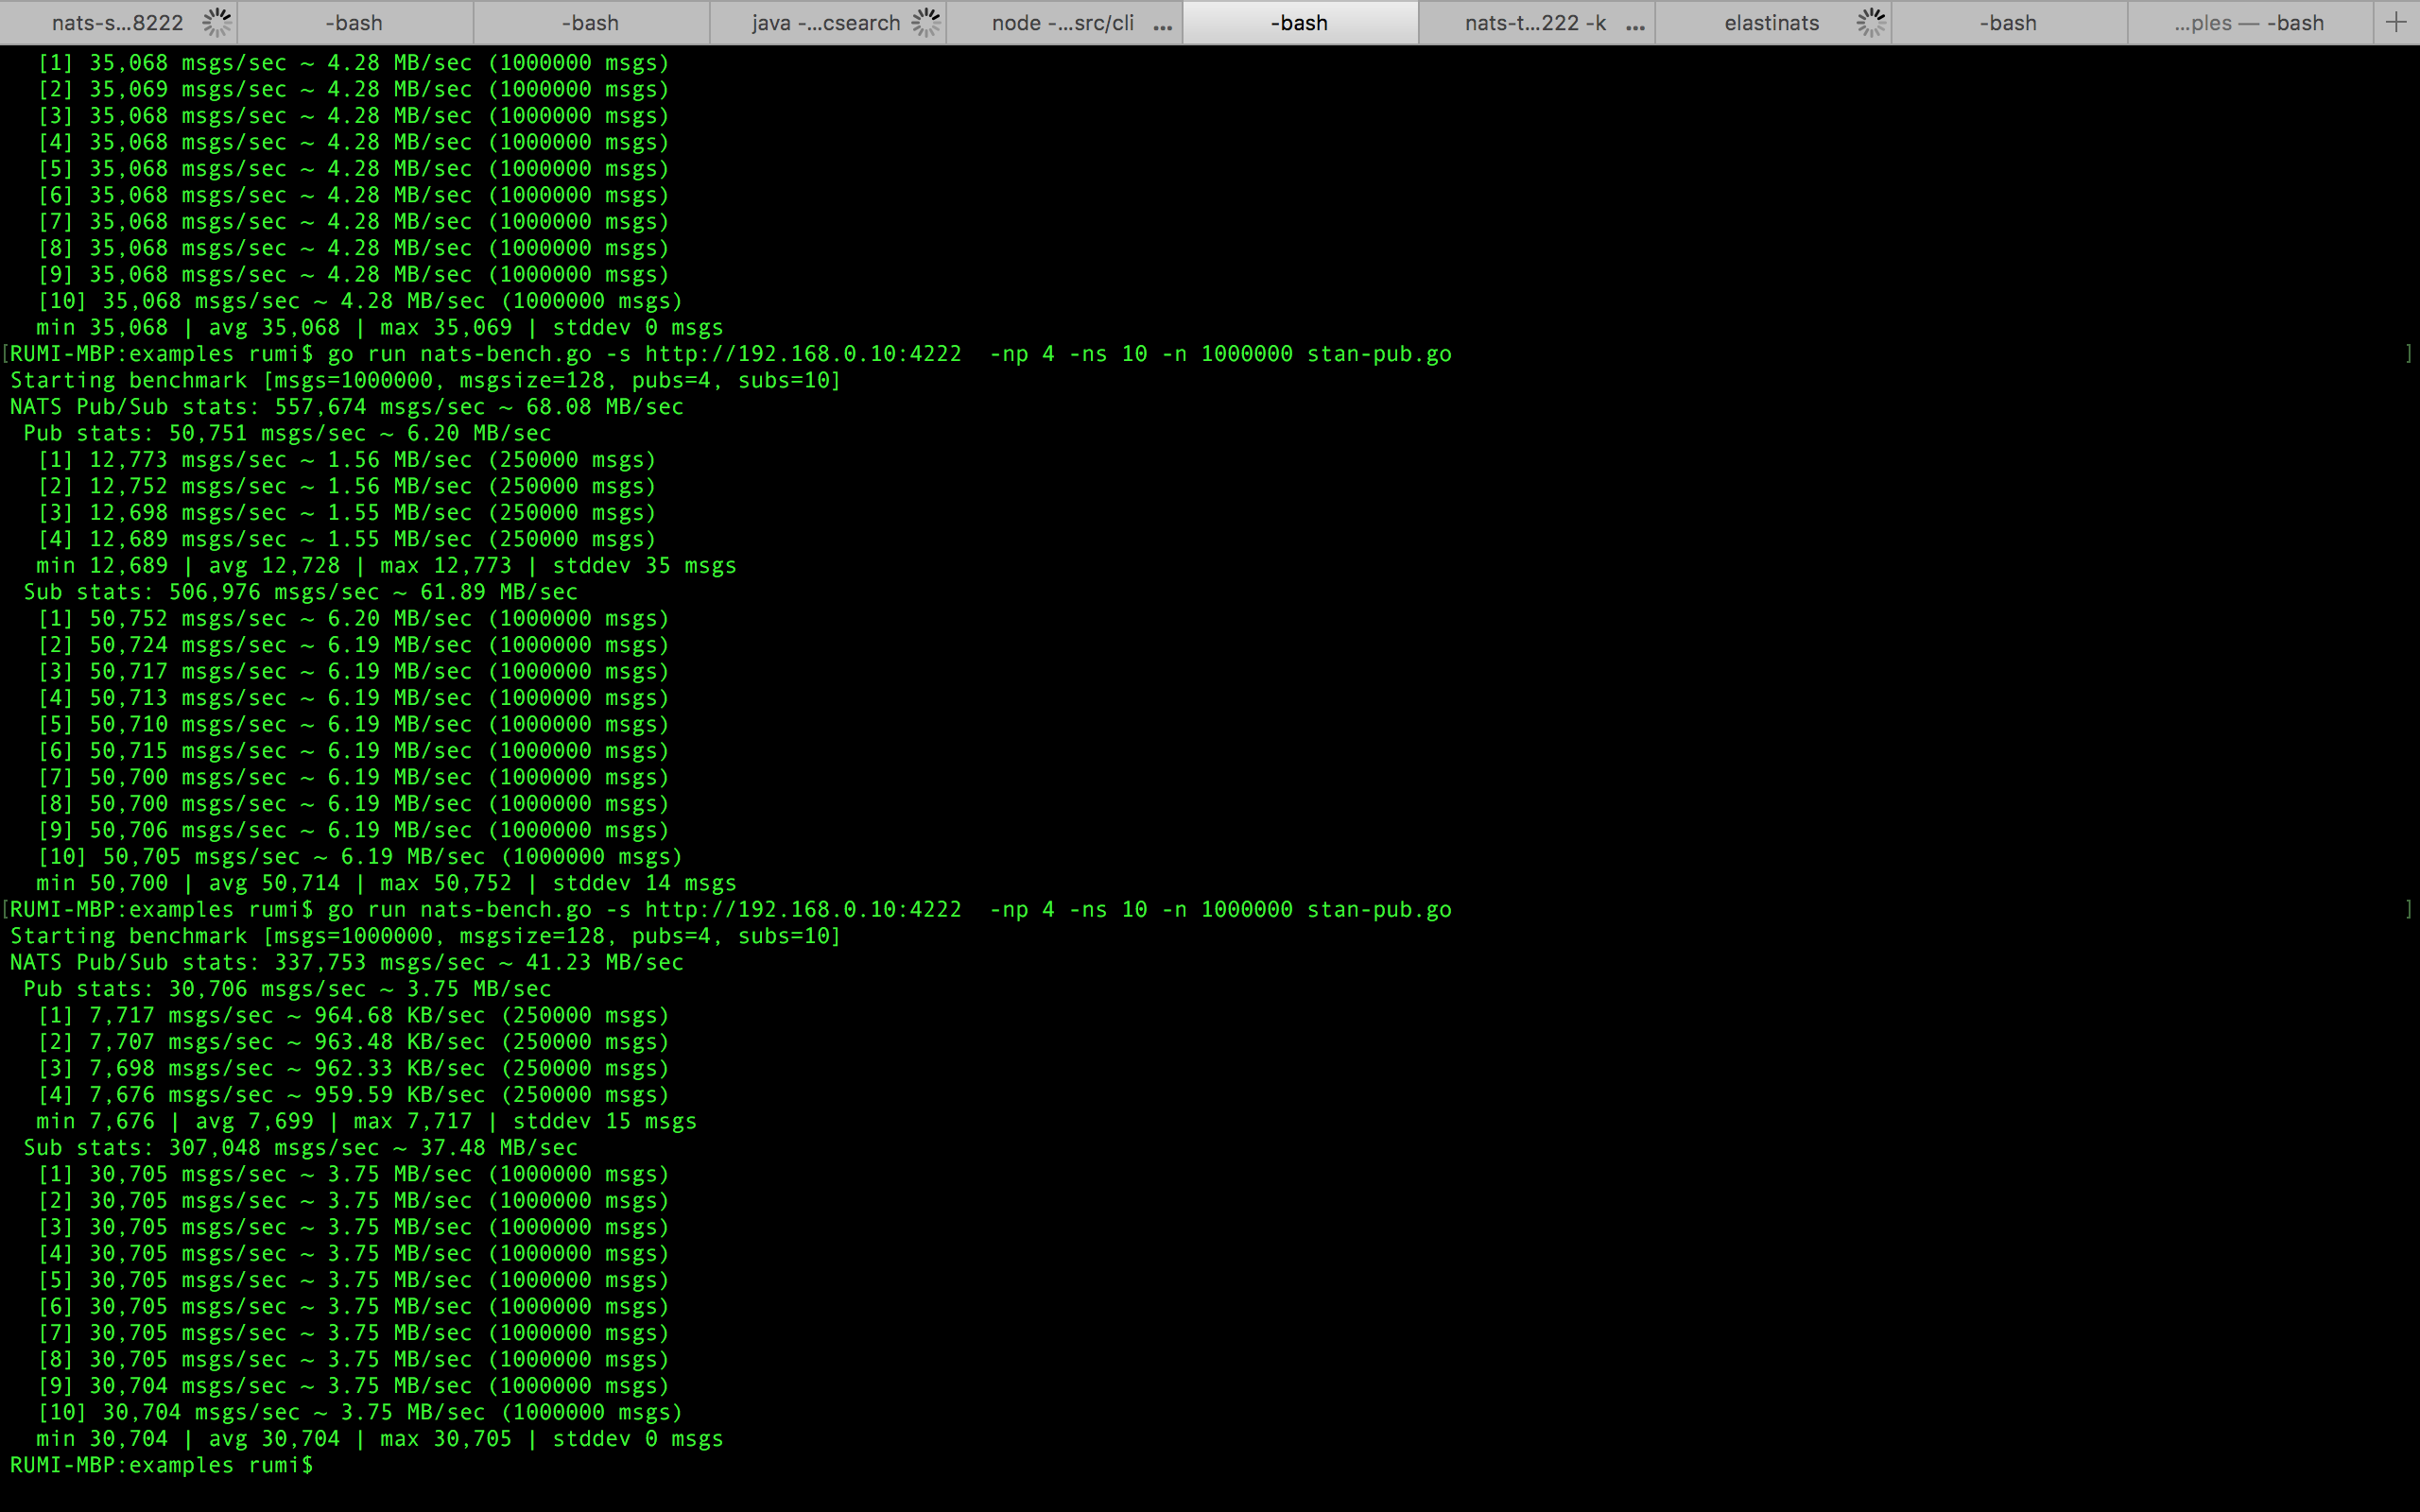 nats-s...8222 -bash -bash java -...csearch node -...src/cli ... -bash nats-t...222 -k ... elastinats -bash ...ples — -bash +
[1] 35,068 msgs/sec ~ 4.28 MB/sec (1000000 msgs)
[2] 35,069 msgs/sec ~ 4.28 MB/sec (1000000 msgs)
[3] 35,068 msgs/sec ~ 4.28 MB/sec (1000000 msgs)
[4] 35,068 msgs/sec ~ 4.28 MB/sec (1000000 msgs)
[5] 35,068 msgs/sec ~ 4.28 MB/sec (1000000 msgs)
[6] 35,068 msgs/sec ~ 4.28 MB/sec (1000000 msgs)
[7] 35,068 msgs/sec ~ 4.28 MB/sec (1000000 msgs)
[8] 35,068 msgs/sec ~ 4.28 MB/sec (1000000 msgs)
[9] 35,068 msgs/sec ~ 4.28 MB/sec (1000000 msgs)
[10] 35,068 msgs/sec ~ 4.28 MB/sec (1000000 msgs)
min 35,068 | avg 35,068 | max 35,069 | stddev 0 msgs
[RUMI-MBP:examples rumi$ go run nats-bench.go -s http://192.168.0.10:4222  -np 4 -ns 10 -n 1000000 stan-pub.go ]
Starting benchmark [msgs=1000000, msgsize=128, pubs=4, subs=10]
NATS Pub/Sub stats: 557,674 msgs/sec ~ 68.08 MB/sec
Pub stats: 50,751 msgs/sec ~ 6.20 MB/sec
[1] 12,773 msgs/sec ~ 1.56 MB/sec (250000 msgs)
[2] 12,752 msgs/sec ~ 1.56 MB/sec (250000 msgs)
[3] 12,698 msgs/sec ~ 1.55 MB/sec (250000 msgs)
[4] 12,689 msgs/sec ~ 1.55 MB/sec (250000 msgs)
min 12,689 | avg 12,728 | max 12,773 | stddev 35 msgs
Sub stats: 506,976 msgs/sec ~ 61.89 MB/sec
[1] 50,752 msgs/sec ~ 6.20 MB/sec (1000000 msgs)
[2] 50,724 msgs/sec ~ 6.19 MB/sec (1000000 msgs)
[3] 50,717 msgs/sec ~ 6.19 MB/sec (1000000 msgs)
[4] 50,713 msgs/sec ~ 6.19 MB/sec (1000000 msgs)
[5] 50,710 msgs/sec ~ 6.19 MB/sec (1000000 msgs)
[6] 50,715 msgs/sec ~ 6.19 MB/sec (1000000 msgs)
[7] 50,700 msgs/sec ~ 6.19 MB/sec (1000000 msgs)
[8] 50,700 msgs/sec ~ 6.19 MB/sec (1000000 msgs)
[9] 50,706 msgs/sec ~ 6.19 MB/sec (1000000 msgs)
[10] 50,705 msgs/sec ~ 6.19 MB/sec (1000000 msgs)
min 50,700 | avg 50,714 | max 50,752 | stddev 14 msgs
[RUMI-MBP:examples rumi$ go run nats-bench.go -s http://192.168.0.10:4222  -np 4 -ns 10 -n 1000000 stan-pub.go ]
Starting benchmark [msgs=1000000, msgsize=128, pubs=4, subs=10]
NATS Pub/Sub stats: 337,753 msgs/sec ~ 41.23 MB/sec
Pub stats: 30,706 msgs/sec ~ 3.75 MB/sec
[1] 7,717 msgs/sec ~ 964.68 KB/sec (250000 msgs)
[2] 7,707 msgs/sec ~ 963.48 KB/sec (250000 msgs)
[3] 7,698 msgs/sec ~ 962.33 KB/sec (250000 msgs)
[4] 7,676 msgs/sec ~ 959.59 KB/sec (250000 msgs)
min 7,676 | avg 7,699 | max 7,717 | stddev 15 msgs
Sub stats: 307,048 msgs/sec ~ 37.48 MB/sec
[1] 30,705 msgs/sec ~ 3.75 MB/sec (1000000 msgs)
[2] 30,705 msgs/sec ~ 3.75 MB/sec (1000000 msgs)
[3] 30,705 msgs/sec ~ 3.75 MB/sec (1000000 msgs)
[4] 30,705 msgs/sec ~ 3.75 MB/sec (1000000 msgs)
[5] 30,705 msgs/sec ~ 3.75 MB/sec (1000000 msgs)
[6] 30,705 msgs/sec ~ 3.75 MB/sec (1000000 msgs)
[7] 30,705 msgs/sec ~ 3.75 MB/sec (1000000 msgs)
[8] 30,705 msgs/sec ~ 3.75 MB/sec (1000000 msgs)
[9] 30,704 msgs/sec ~ 3.75 MB/sec (1000000 msgs)
[10] 30,704 msgs/sec ~ 3.75 MB/sec (1000000 msgs)
min 30,704 | avg 30,704 | max 30,705 | stddev 0 msgs
RUMI-MBP:examples rumi$